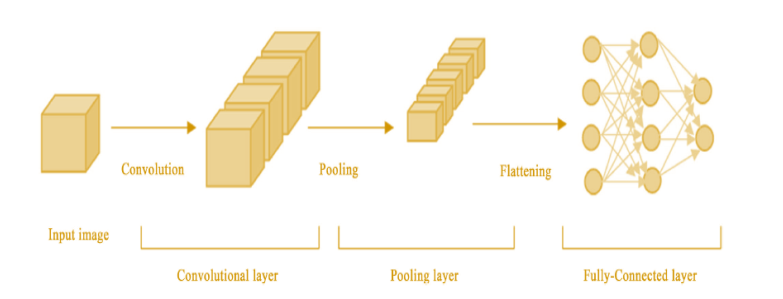 Convolution
Pooling
Flattening
Input image
Convolutional layer
Pooling layer
Fully-Connected layer